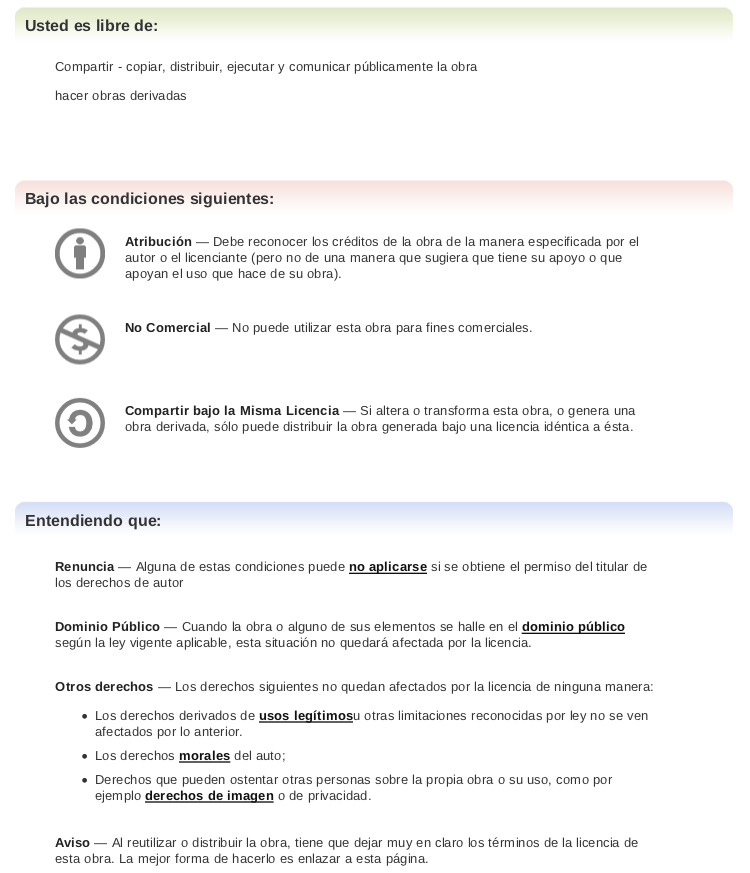 Usted es libre de:
Compartir - copiar, distribuir, ejecutar y comunicar públicamente la obra
hacer obras derivadas
Bajo las condiciones siguientes:
Atribución — Debe reconocer los créditos de la obra de la manera especificada por el
autor o el licenciante (pero no de una manera que sugiera que tiene su apoyo o que
apoyan el uso que hace de su obra).
No Comercial — No puede utilizar esta obra para fines comerciales.
Compartir bajo la Misma Licencia — Si altera o transforma esta obra, o genera una
obra derivada, sólo puede distribuir la obra generada bajo una licencia idéntica a ésta.
Entendiendo que:
Renuncia — Alguna de estas condiciones puede no aplicarse si se obtiene el permiso del titular de
los derechos de autor
Dominio Público — Cuando la obra o alguno de sus elementos se halle en el dominio público
según la ley vigente aplicable, esta situación no quedará afectada por la licencia.
Otros derechos — Los derechos siguientes no quedan afectados por la licencia de ninguna manera:
• Los derechos derivados de usos legítimosu otras limitaciones reconocidas por ley no se ven
afectados por lo anterior.
• Los derechos morales del auto;
• Derechos que pueden ostentar otras personas sobre la propia obra o su uso, como por
ejemplo derechos de imagen o de privacidad.
Aviso — Al reutilizar o distribuir la obra, tiene que dejar muy en claro los términos de la licencia de
esta obra. La mejor forma de hacerlo es enlazar a esta página.